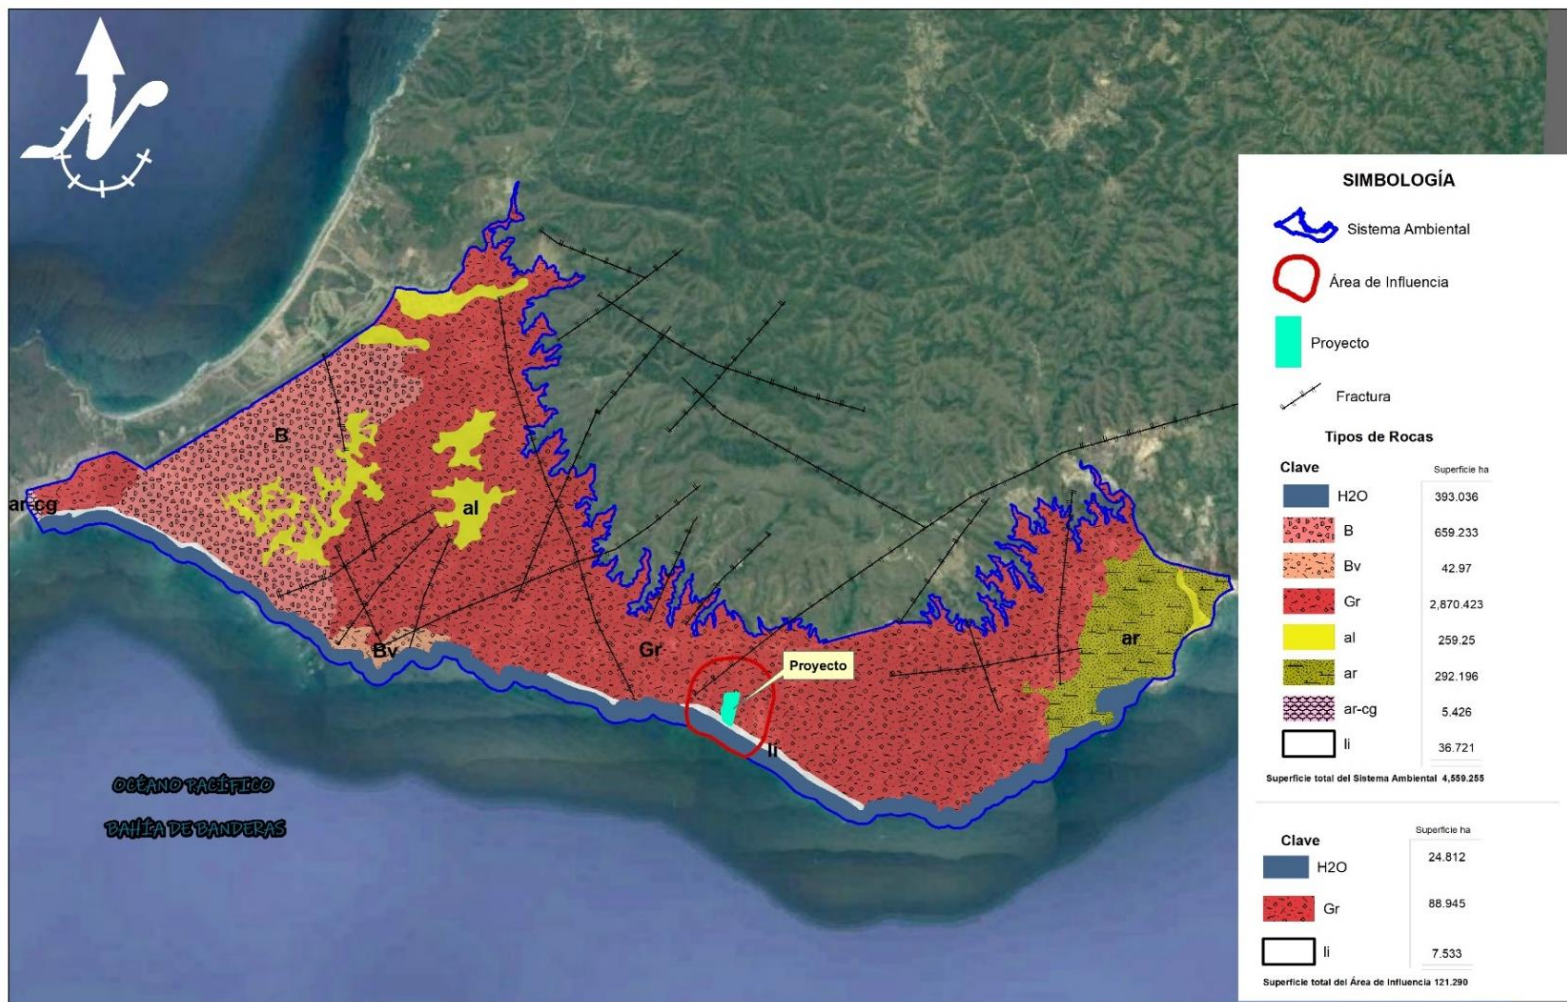 SIMBOLOGÍA
Sistema Ambiental
Área de Influencia
Proyecto
Fractura
Tipos de Rocas
Clave Superficie ha
H2O 393.036
B 659.233
Bv 42.97
Gr 2,870.423
al 259.25
ar 292.196
ar-cg 5.426
li 36.721
Superficie total del Sistema Ambiental 4,559.255
Clave Superficie ha
H2O 24.812
Gr 88.945
li 7.533
Superficie total del Área de Influencia 121.290
B
ar-cg
al
Bv
Gr
Proyecto
ar
li
OCÉANO PACÍFICO
BAHÍA DE BANDERAS